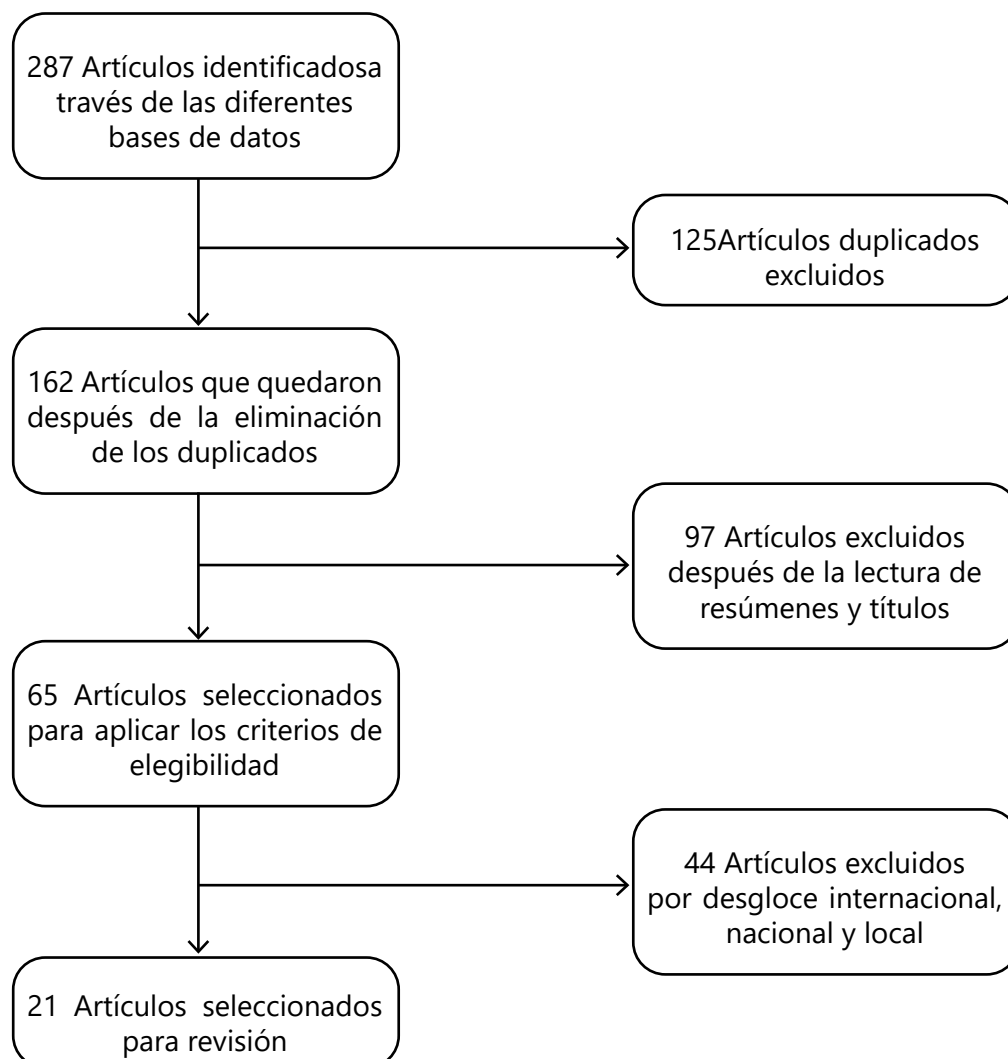 287 Artículos identificadosa
través de las diferentes
bases de datos
125Artículos duplicados
excluidos
162 Artículos que quedaron
después de la eliminación
de los duplicados
97 Artículos excluidos
después de la lectura de
resúmenes y títulos
65 Artículos seleccionados
para aplicar los criterios de
elegibilidad
44 Artículos excluidos
por desgloce internacional,
nacional y local
21 Artículos seleccionados
para revisión